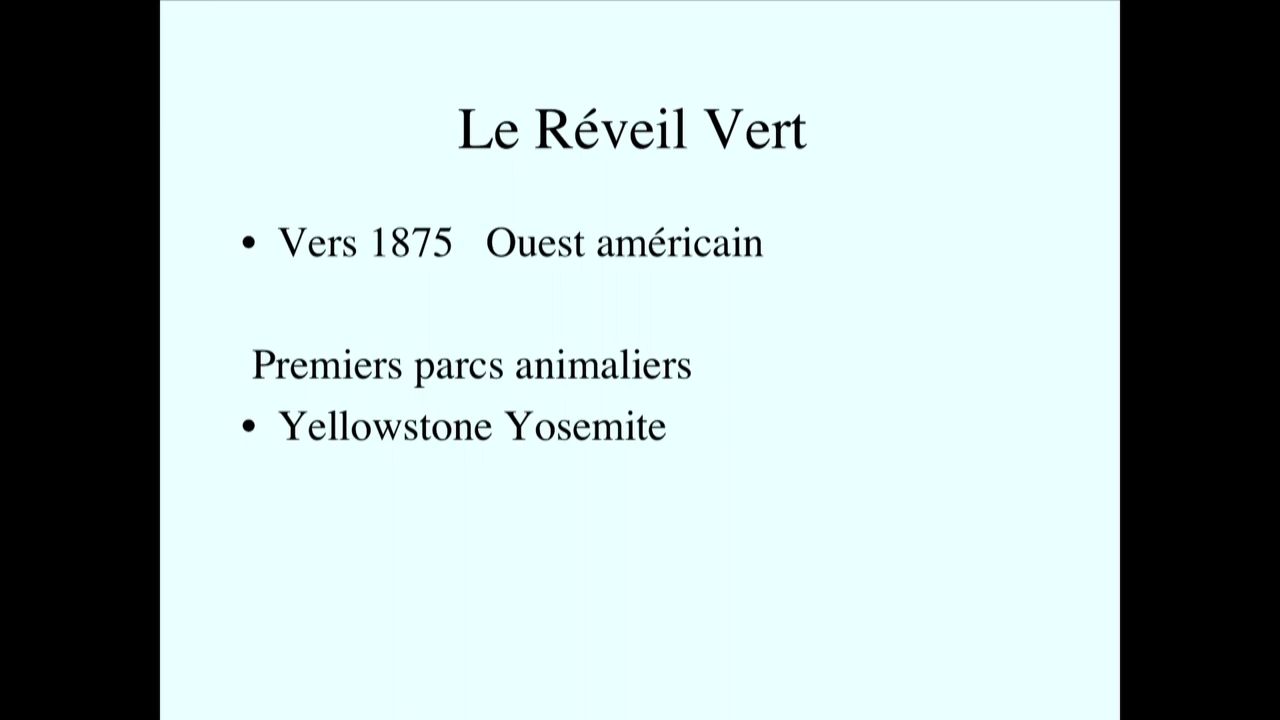 Le Réveil Vert
• Vers 1875 Ouest américain
Premiers parcs animaliers
• Yellowstone Yosemite